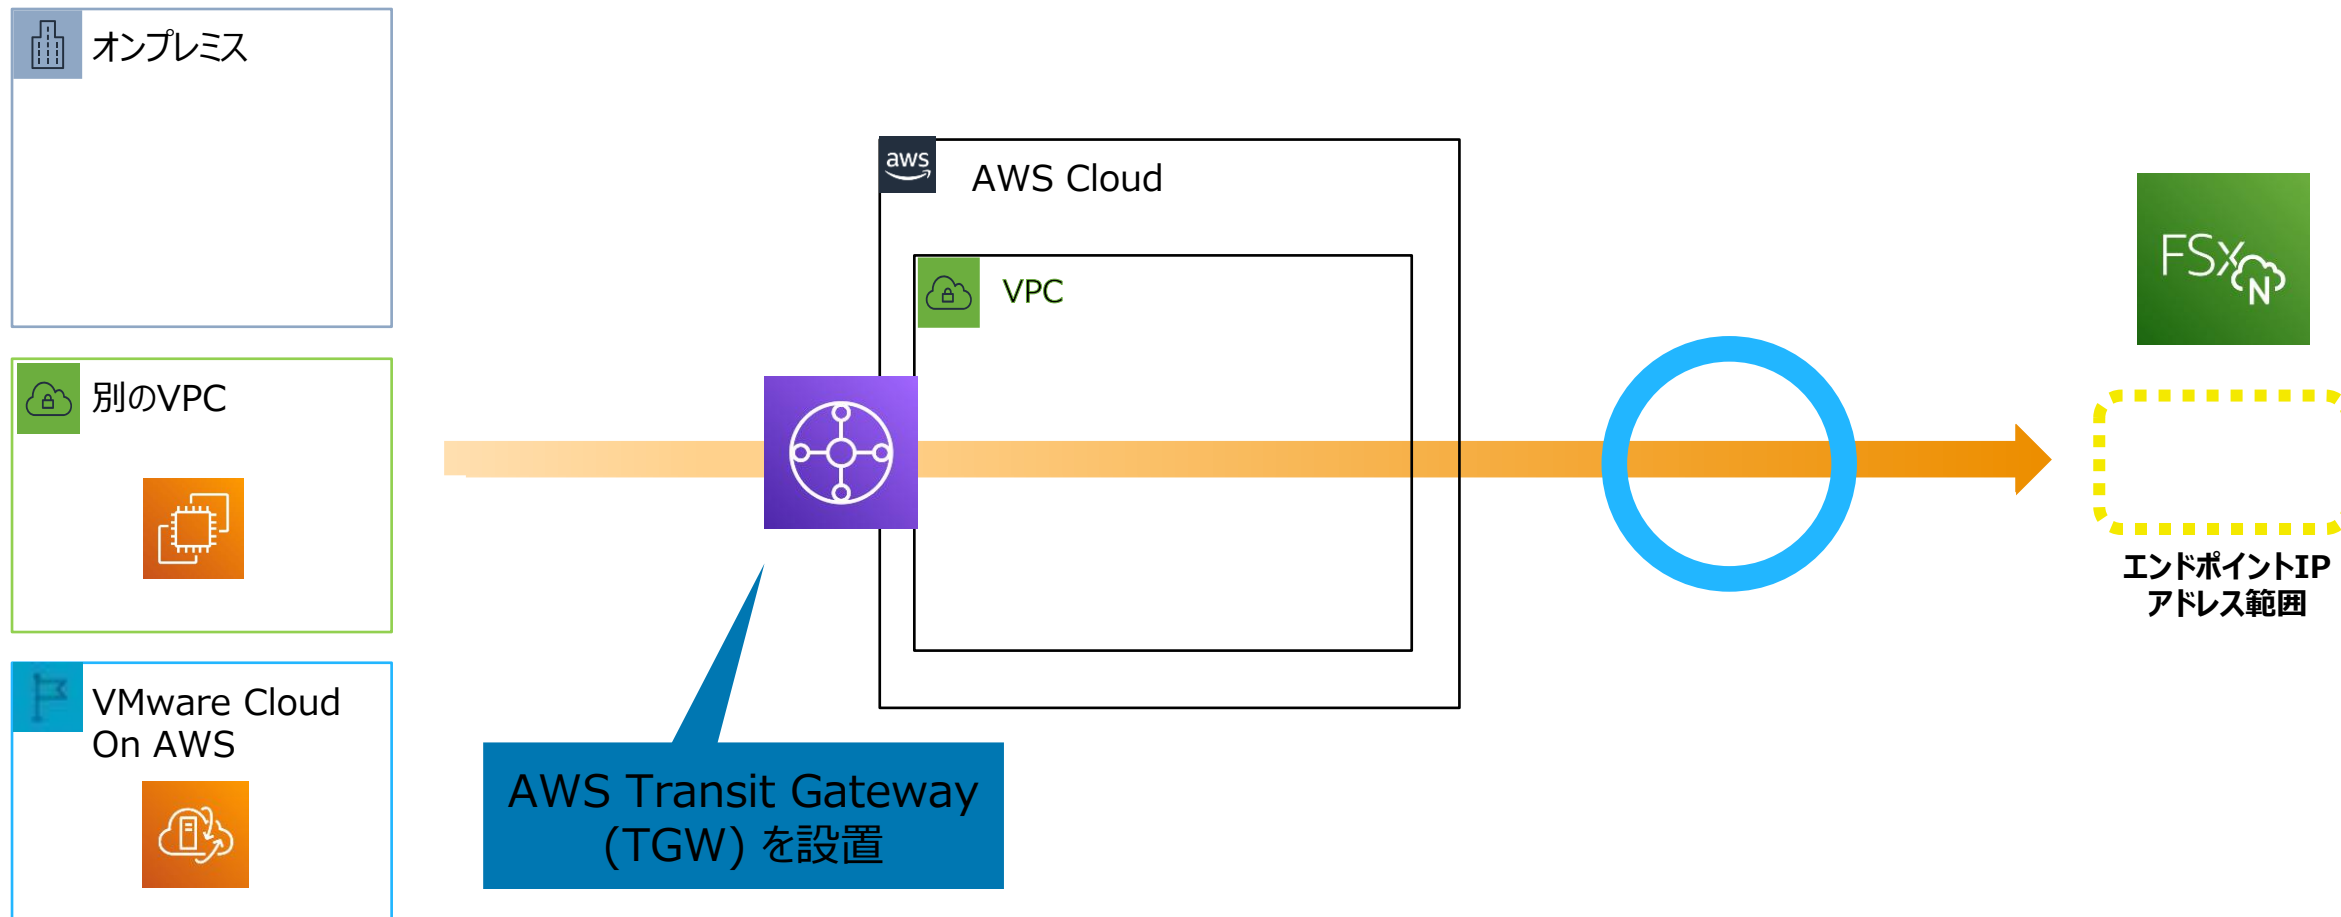 オンプレミス
aws
AWS Cloud
FSx
N
VPC
別のVPC
エンドポイントIP
アドレス範囲
VMware Cloud
On AWS
AWS Transit Gateway
(TGW) を設置